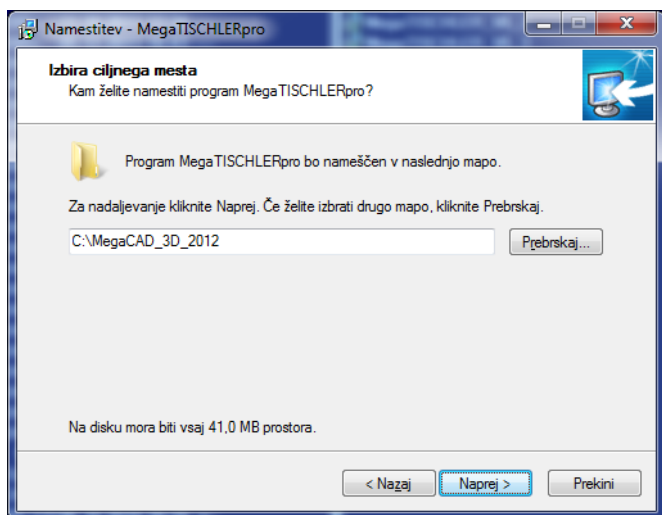 Namestitev - MegaTISCHLERpro
Izbira ciljnega mesta
Kam želite namestiti program MegaTISCHLERpro?
Program MegaTISCHLERpro bo nameščen v naslednjo mapo.
Za nadaljevanje kliknite Naprej. Če želite izbrati drugo mapo, kliknite Prebrskaj.
C:\MegaCAD_3D_2012
Prebrskaj...
Na disku mora biti vsaj 41,0 MB prostora.
< Nazaj
Naprej >
Prekini